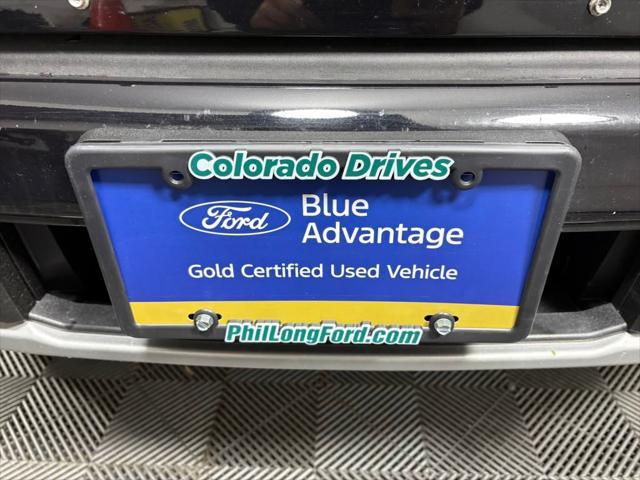 Colorado Drives
Ford
Blue
Advantage
Gold Certified Used Vehicle
PhilLongFord.com